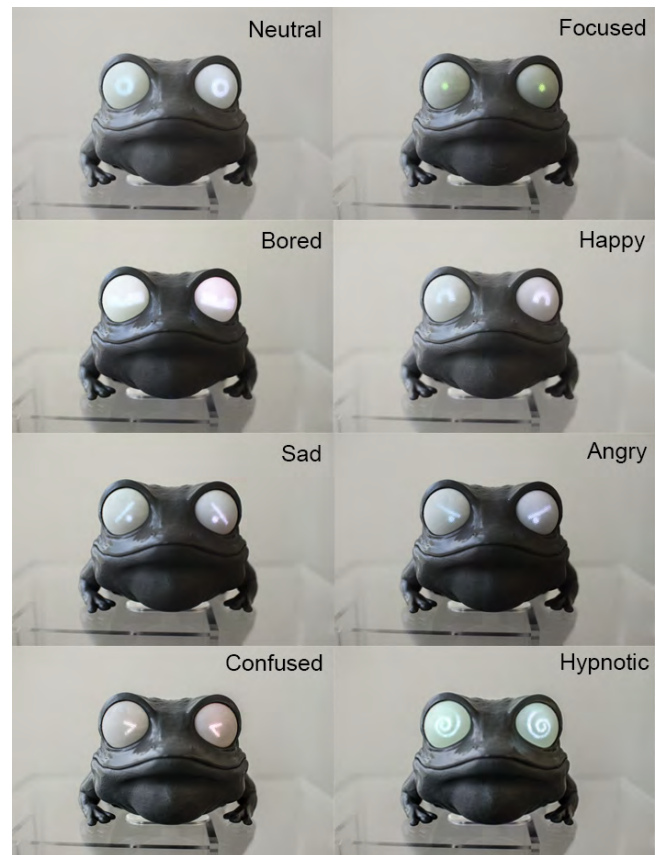 Neutral
Focused
Bored
Happy
Sad
Angry
Confused
Hypnotic